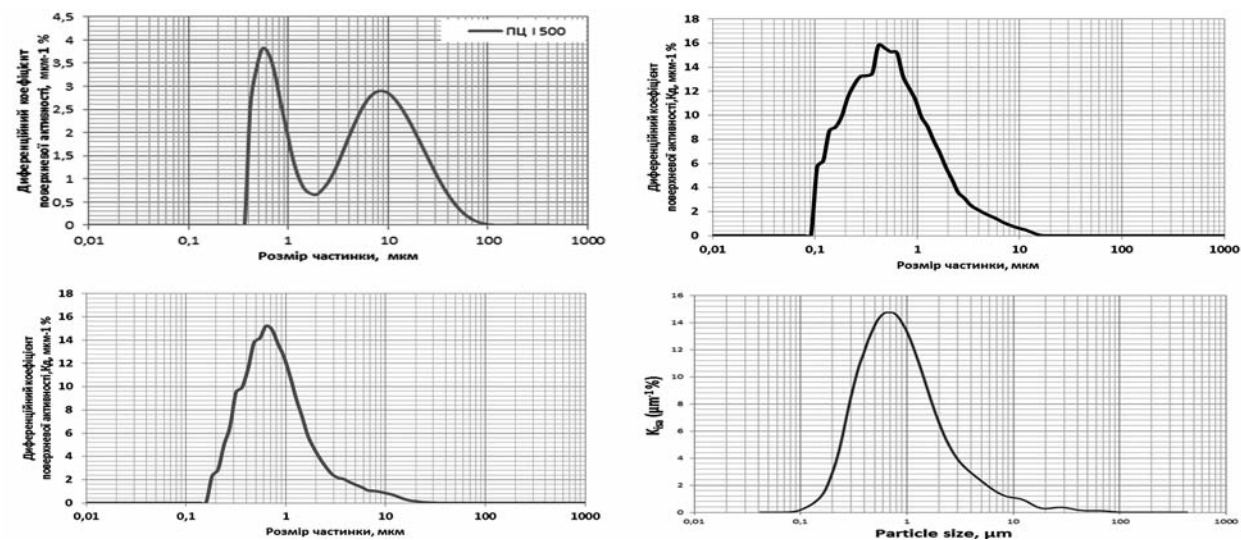 Диференційний коефіцієнт
поверхневої активності, мкм-1 %
4,5
4
3,5
3
2,5
2
1,5
1
0,5
0
ПЦ І 500
0,01 0,1 1 10 100 1000
Розмір частинки, мкм
Диференційний коефіцієнт
поверхневої активності,Кд, мкм-1 %
18
16
14
12
10
8
6
4
2
0
0,01 0,1 1 10 100 1000
Розмір частинки, мкм
Диференційний коефіцієнт
поверхневої активності,Кд, мкм-1 %
18
16
14
12
10
8
6
4
2
0
0,01 0,1 1 10 100 1000
Розмір частинки, мкм
(µm-1%)
16
14
12
10
8
6
4
2
0
0,01 0,1 1 10 100 1000
Particle size, µm